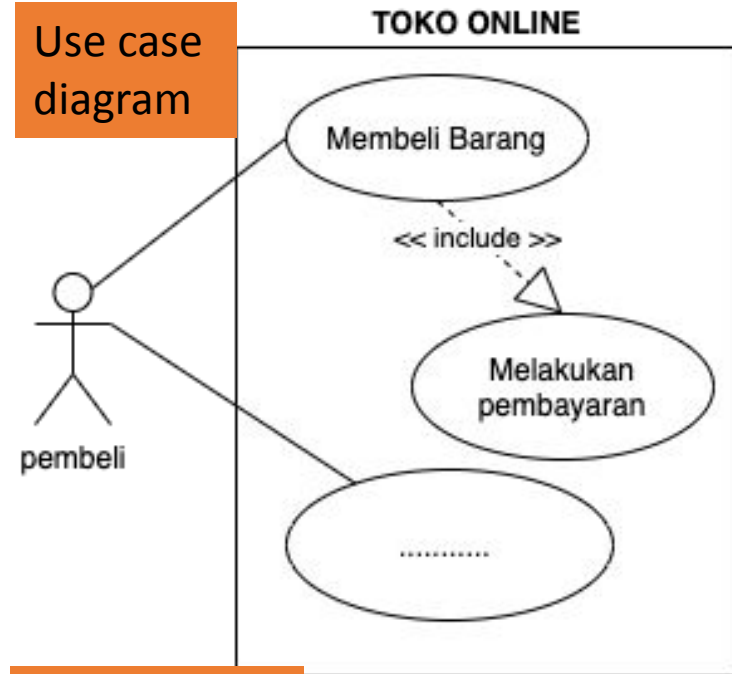 Use case
diagram
TOKO ONLINE
Membeli Barang
<< include >>
Melakukan
pembayaran
pembeli
...........